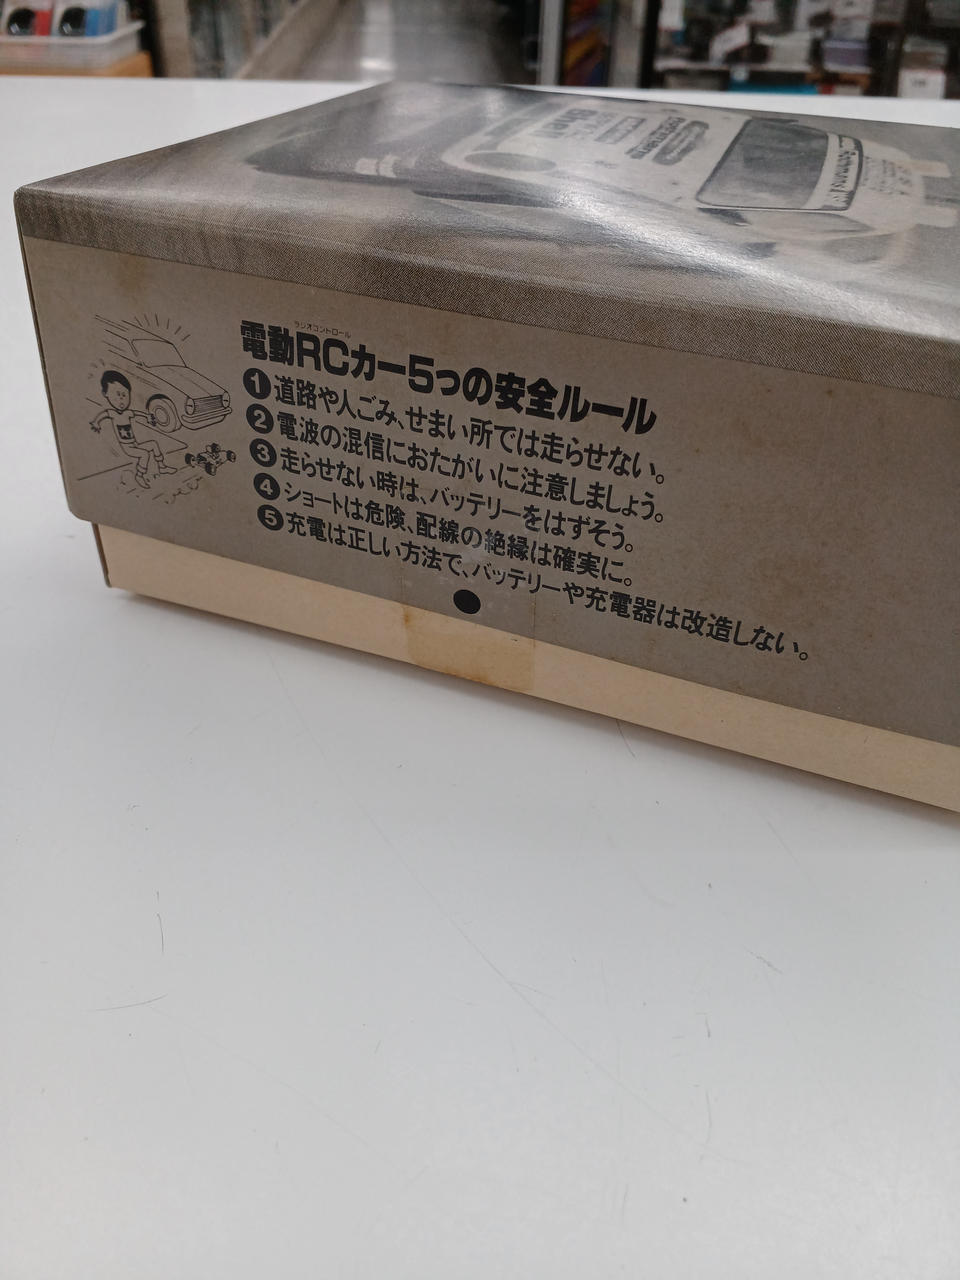 Shell
ラジオコントロール
電動RCカー5つの安全ルール
❶道路や人ごみ、せまい所では走らせない。
❷電波の混信におたがいに注意しましょう。
❸走らせない時は、バッテリーをはずそう。
❹ショートは危険、配線の絶縁は確実に。
❺充電は正しい方法で、バッテリーや充電器は改造しない。